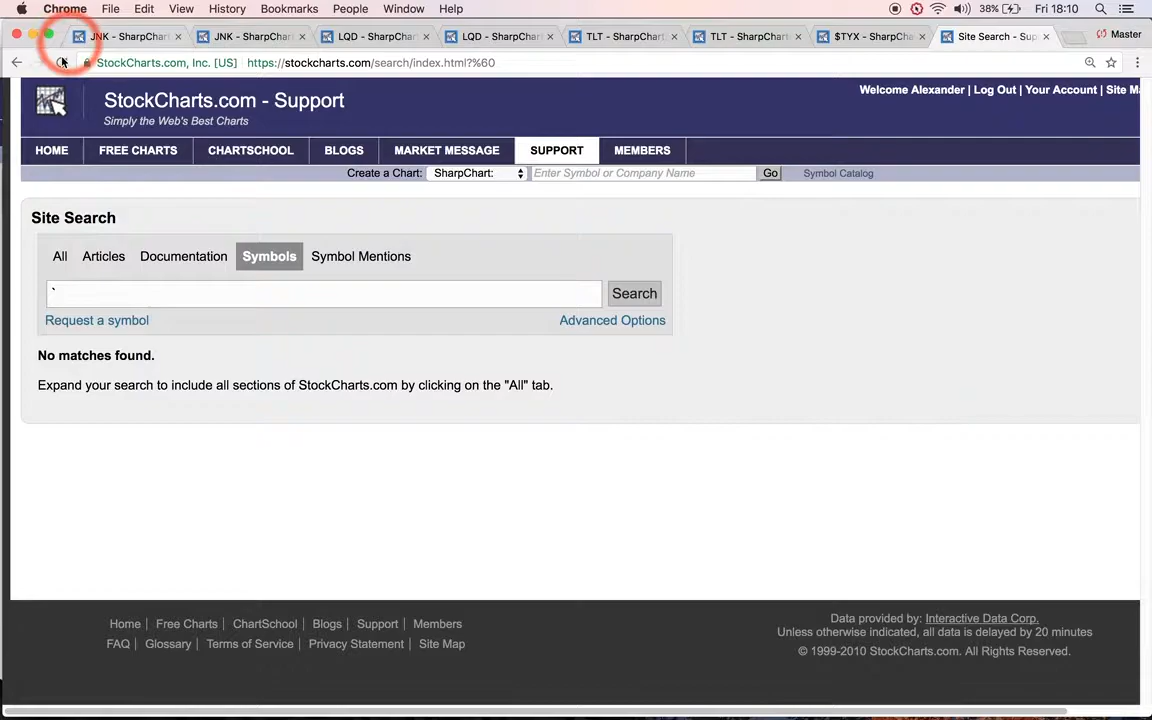 Chrome File Edit View History Bookmarks People Window Help 38% Fri 18:10
JNK - SharpChart JNK - SharpChart LQD - SharpChar LQD - SharpChar TLT - SharpChart TLT - SharpChart $TYX - SharpCha Site Search - Sup Master
StockCharts.com, Inc. [US] https://stockcharts.com/search/index.html?%60
StockCharts.com - Support
Simply the Web's Best Charts
Welcome Alexander | Log Out | Your Account | Site Ma
HOME FREE CHARTS CHARTSCHOOL BLOGS MARKET MESSAGE SUPPORT MEMBERS
Create a Chart: SharpChart: Enter Symbol or Company Name Go Symbol Catalog
Site Search
All Articles Documentation Symbols Symbol Mentions
` Search
Request a symbol Advanced Options
No matches found.
Expand your search to include all sections of StockCharts.com by clicking on the "All" tab.
Home | Free Charts | ChartSchool | Blogs | Support | Members
FAQ | Glossary | Terms of Service | Privacy Statement | Site Map
Data provided by: Interactive Data Corp.
Unless otherwise indicated, all data is delayed by 20 minutes
© 1999-2010 StockCharts.com. All Rights Reserved.